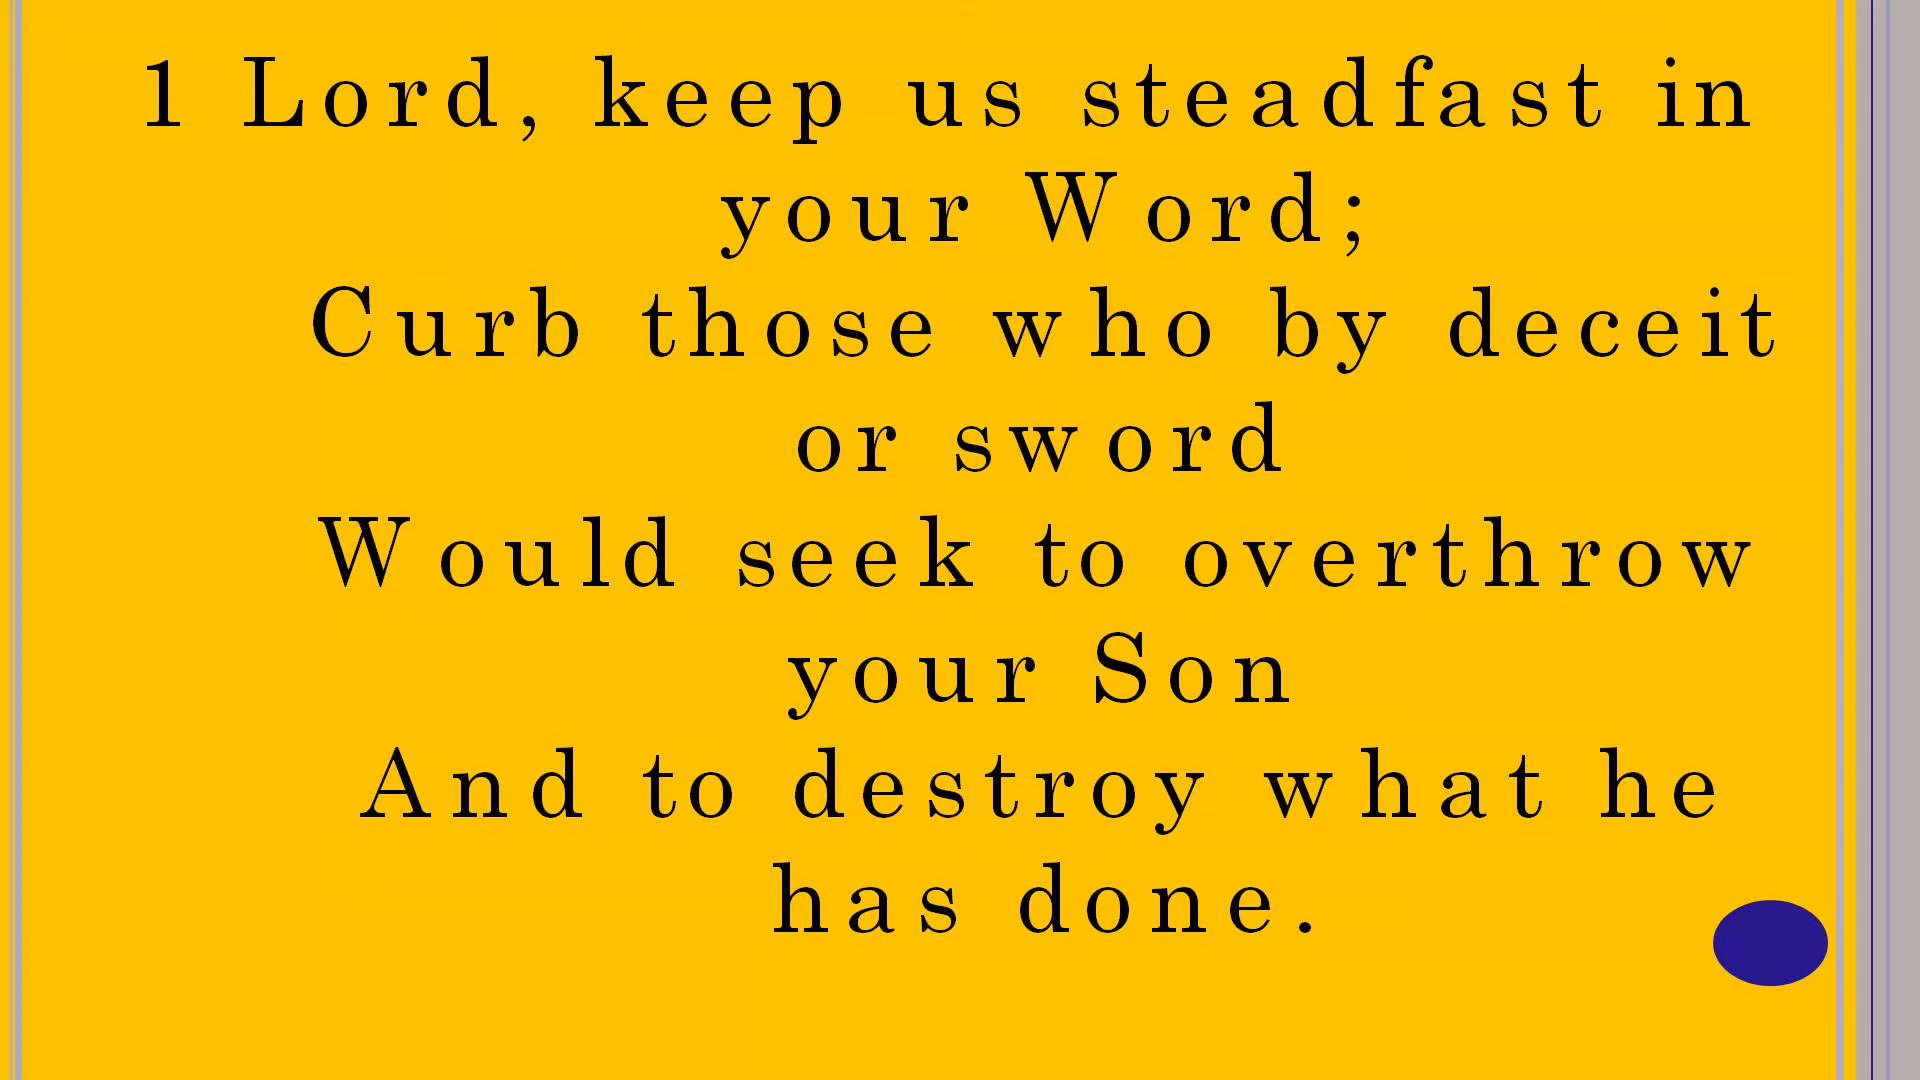 1 Lord, keep us steadfast in
your Word;
Curb those who by deceit
or sword
Would seek to overthrow
your Son
And to destroy what he
has done.